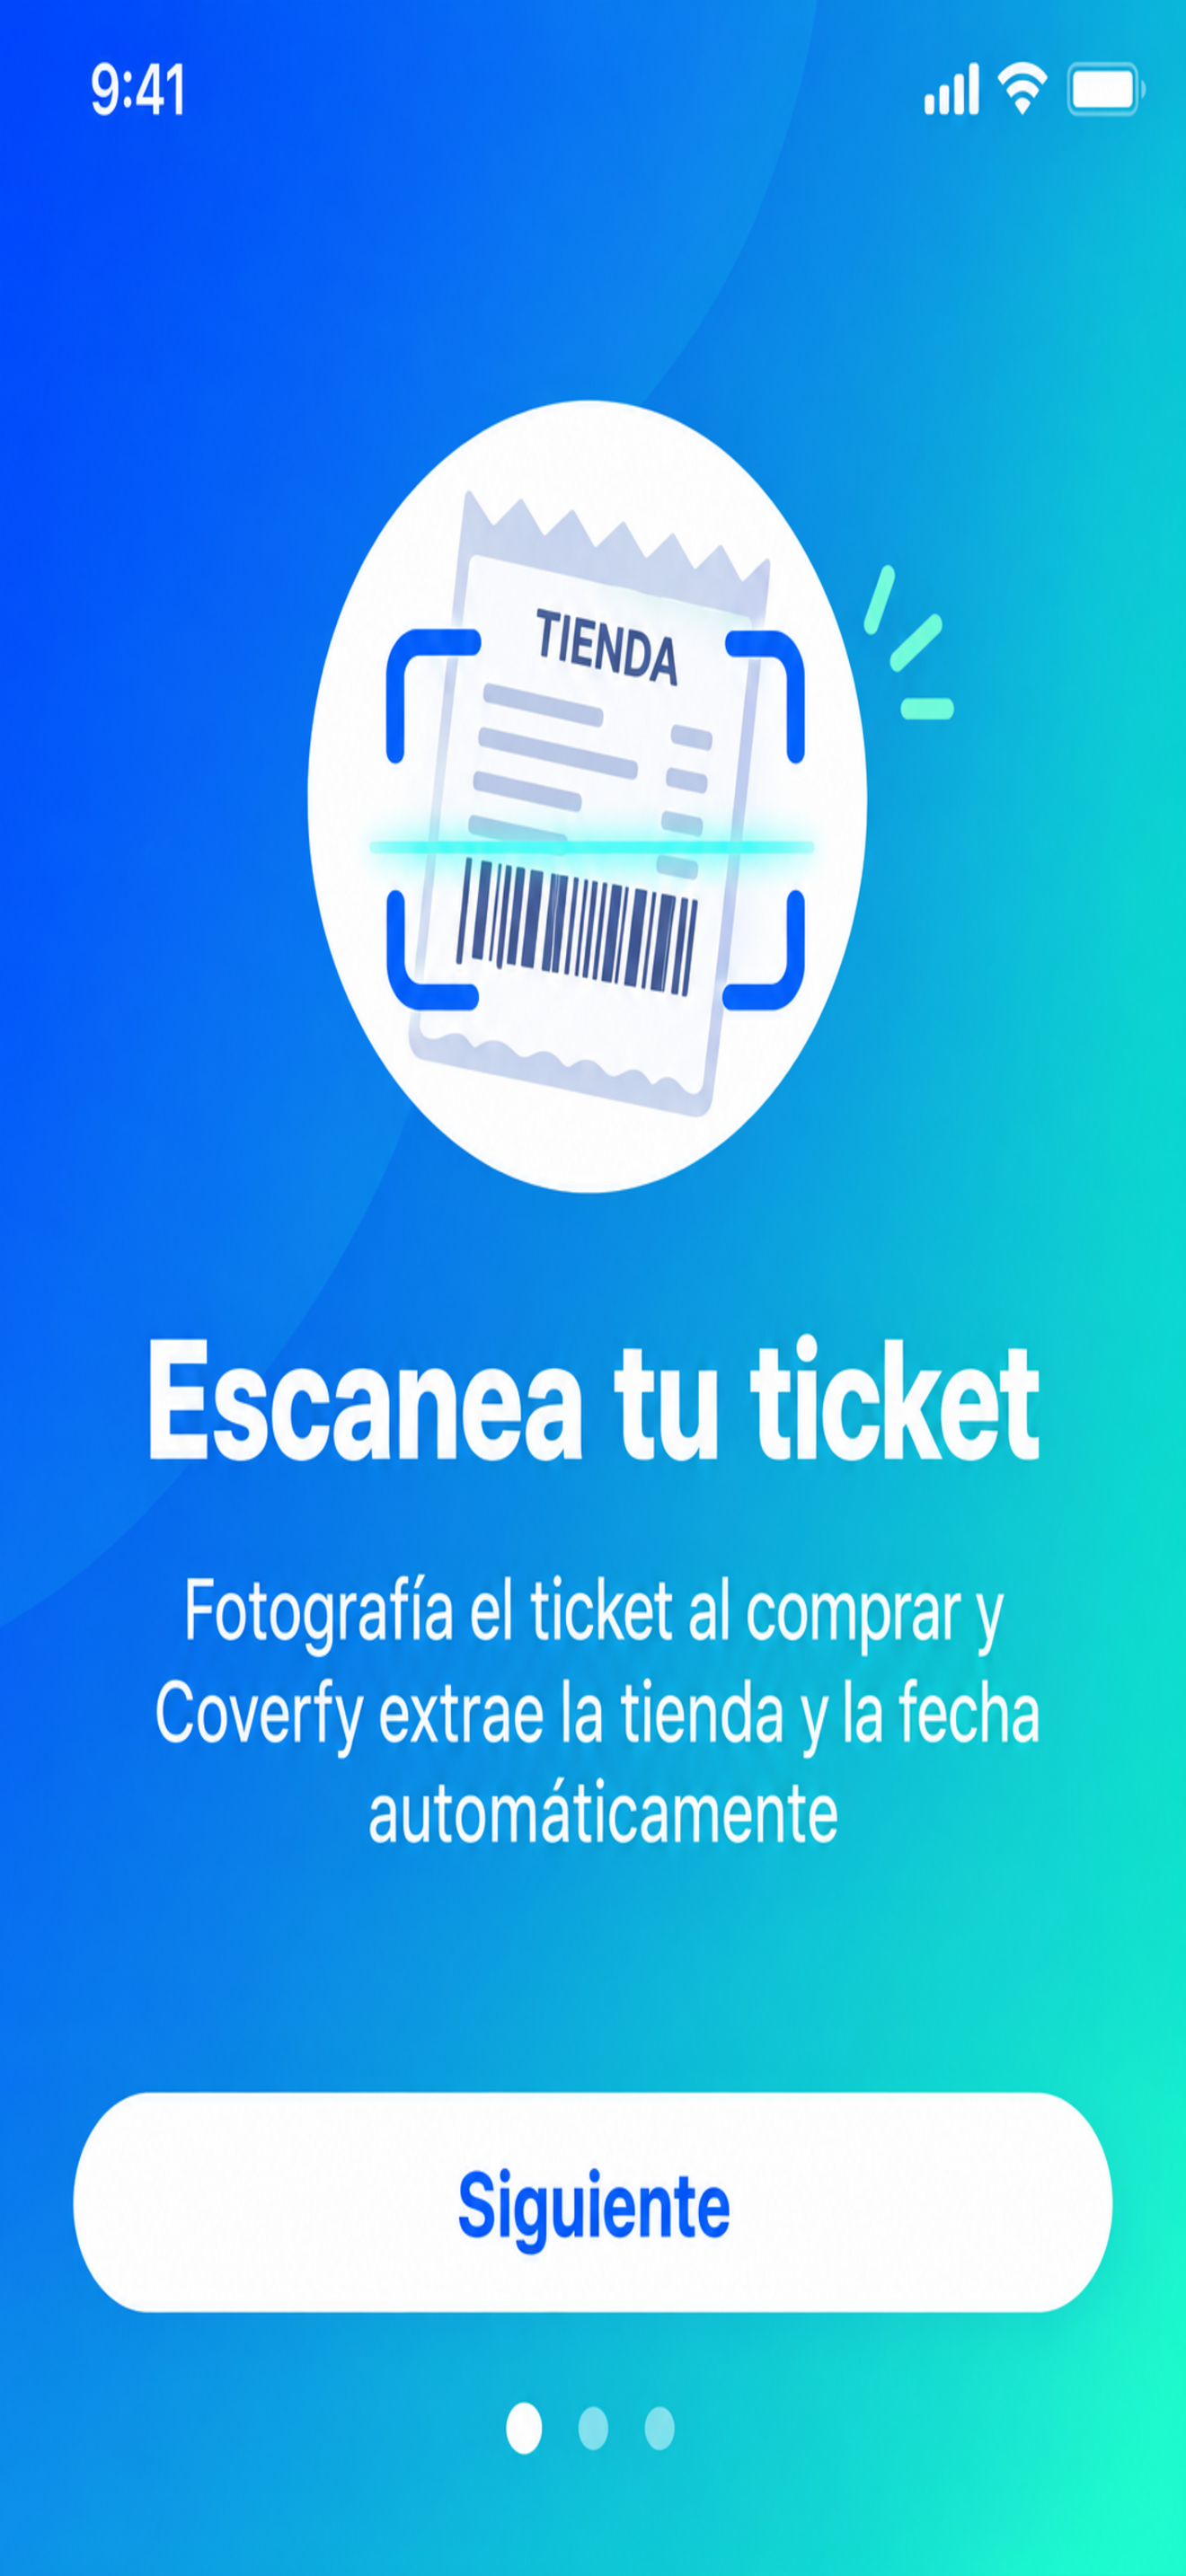 9:41
TIENDA
Escanea tu ticket
Fotografía el ticket al comprar y
Coverfy extrae la tienda y la fecha
automáticamente
Siguiente